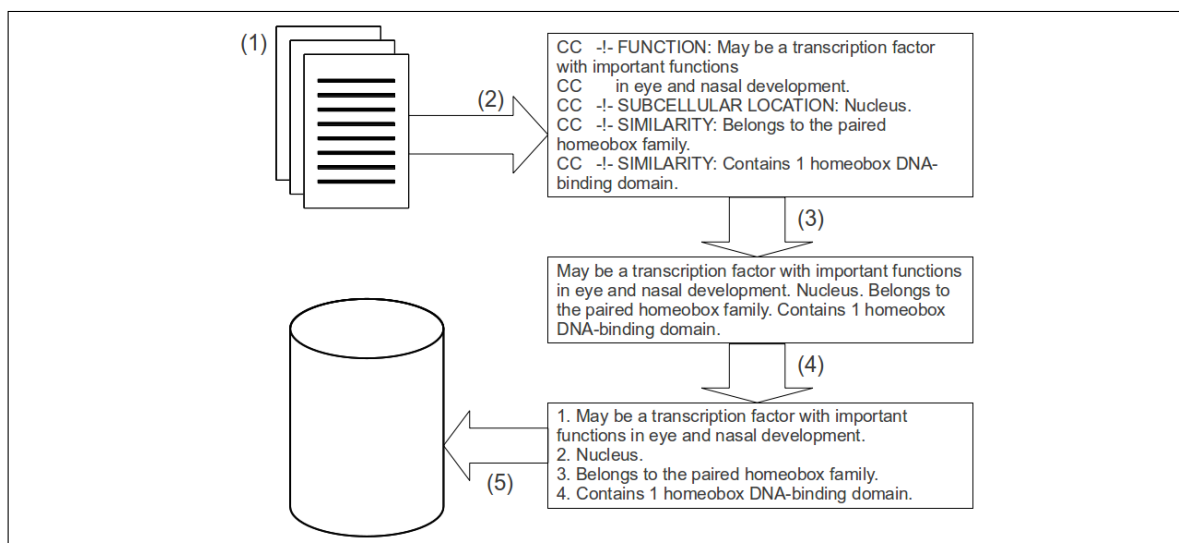 (1)
(2)
CC -!- FUNCTION: May be a transcription factor
with important functions
CC in eye and nasal development.
CC -!- SUBCELLULAR LOCATION: Nucleus.
CC -!- SIMILARITY: Belongs to the paired
homeobox family.
CC -!- SIMILARITY: Contains 1 homeobox DNA-
binding domain.
(3)
May be a transcription factor with important functions
in eye and nasal development. Nucleus. Belongs to
the paired homeobox family. Contains 1 homeobox
DNA-binding domain.
(4)
1. May be a transcription factor with important
functions in eye and nasal development.
2. Nucleus.
3. Belongs to the paired homeobox family.
4. Contains 1 homeobox DNA-binding domain.
(5)